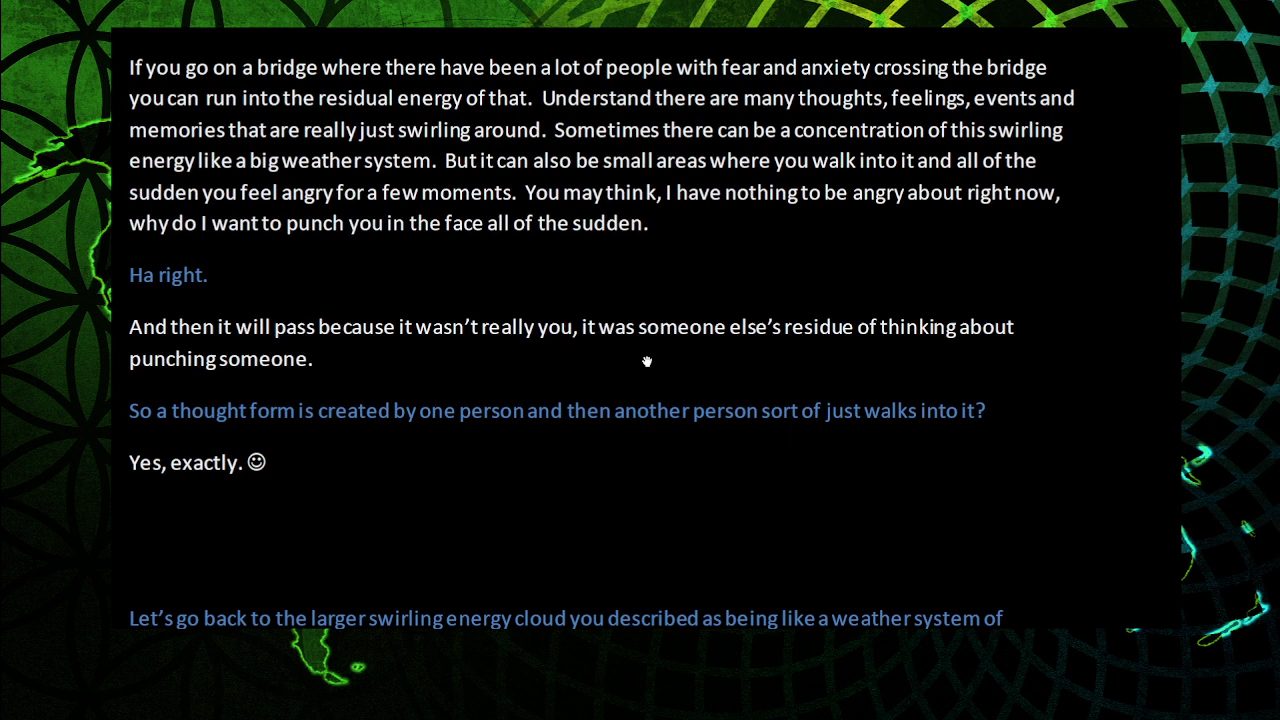 If you go on a bridge where there have been a lot of people with fear and anxiety crossing the bridge
you can run into the residual energy of that.  Understand there are many thoughts, feelings, events and
memories that are really just swirling around.  Sometimes there can be a concentration of this swirling
energy like a big weather system.  But it can also be small areas where you walk into it and all of the
sudden you feel angry for a few moments.  You may think, I have nothing to be angry about right now,
why do I want to punch you in the face all of the sudden.
Ha right.
And then it will pass because it wasn’t really you, it was someone else’s residue of thinking about
punching someone.
So a thought form is created by one person and then another person sort of just walks into it?
Yes, exactly. ☺
Let’s go back to the larger swirling energy cloud you described as being like a weather system of